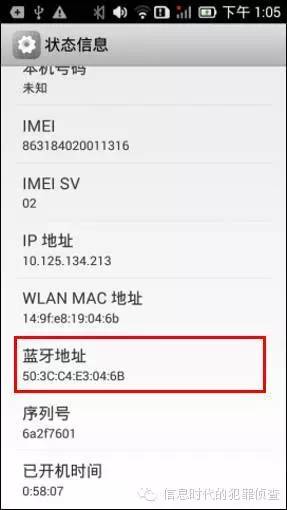 下午 1:05
状态信息
本机号码
未知
IMEI
863184020011316
IMEI SV
02
IP 地址
10.125.134.213
WLAN MAC 地址
14:9f:e8:19:04:6b
蓝牙地址
50:3C:C4:E3:04:6B
序列号
6a2f7601
已开机时间
0:58:07
信息时代的犯罪侦查